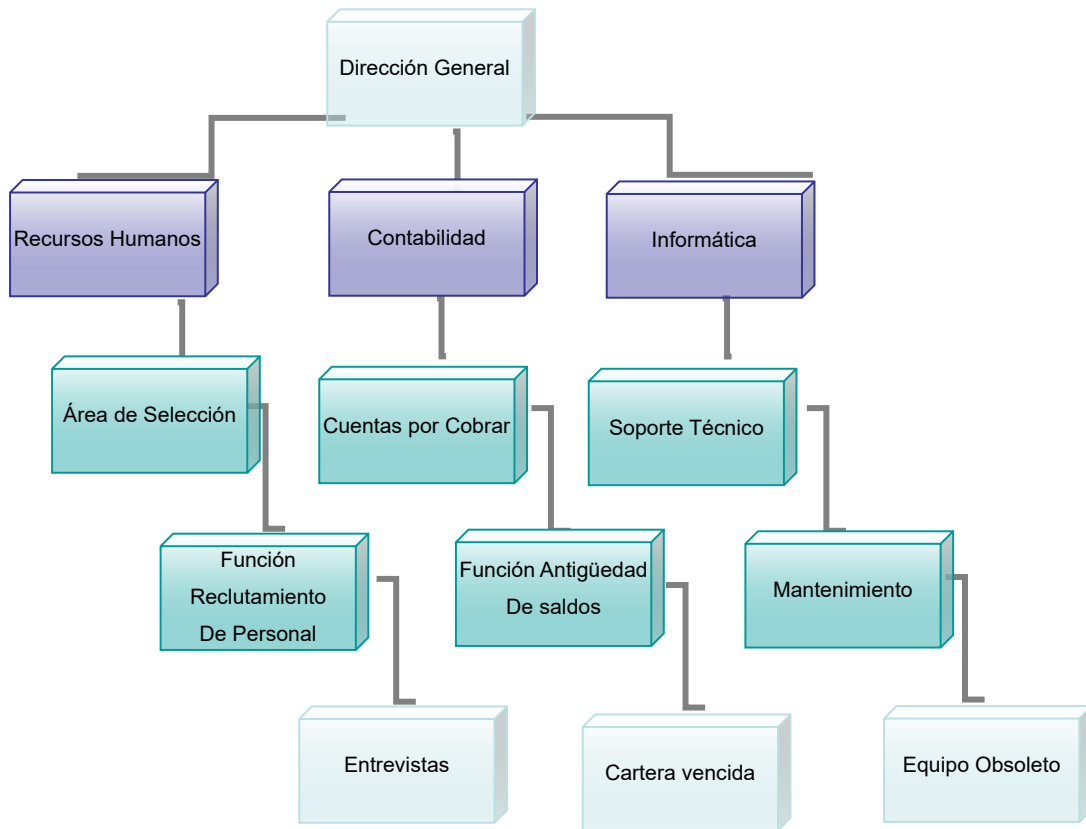 Dirección General
Recursos Humanos
Contabilidad
Informática
Área de Selección
Cuentas por Cobrar
Soporte Técnico
Función
Reclutamiento
De Personal
Función Antigüedad
De saldos
Mantenimiento
Entrevistas
Cartera vencida
Equipo Obsoleto